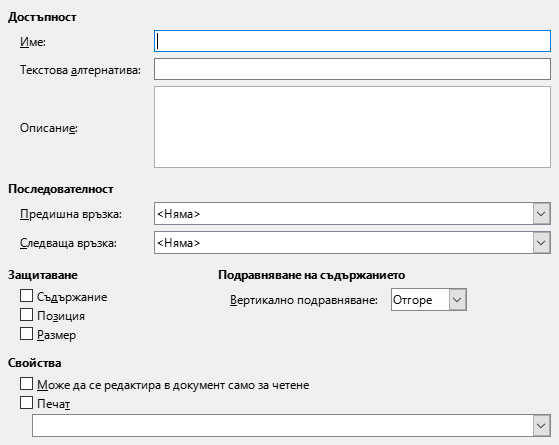 Достъпност
Име:
Текстова алтернатива:
Описание:
Последователност
Предишна връзка: <Няма>
Следваща връзка: <Няма>
Защитаване
Подравняване на съдържанието
Съдържание
Вертикално подравняване: Отгоре
Позиция
Размер
Свойства
Може да се редактира в документ само за четене
Печат